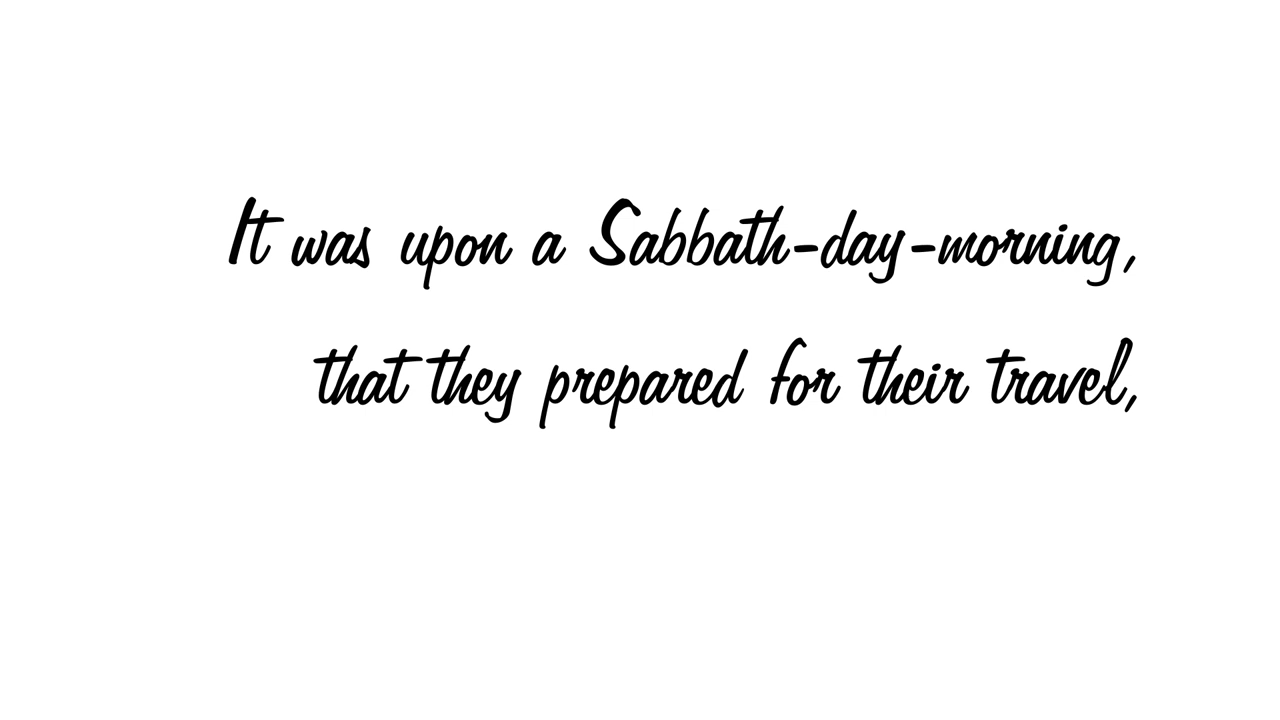 It was upon a Sabbath-day-morning,
that they prepared for their travel,